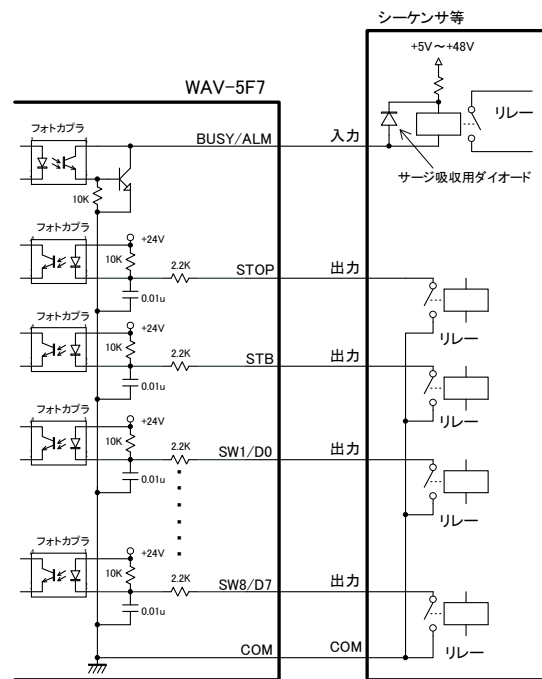 シーケンサ等
+5V～+48V
WAV-5F7
リレー
フォトカプラ
BUSY/ALM
入力
サージ吸収用ダイオード
10K
フォトカプラ
+24V
10K
2.2K
STOP
出力
0.01u
リレー
フォトカプラ
+24V
10K
2.2K
STB
出力
0.01u
リレー
フォトカプラ
+24V
10K
2.2K
SW1/D0
出力
0.01u
リレー
フォトカプラ
+24V
10K
2.2K
SW8/D7
出力
0.01u
リレー
COM
COM